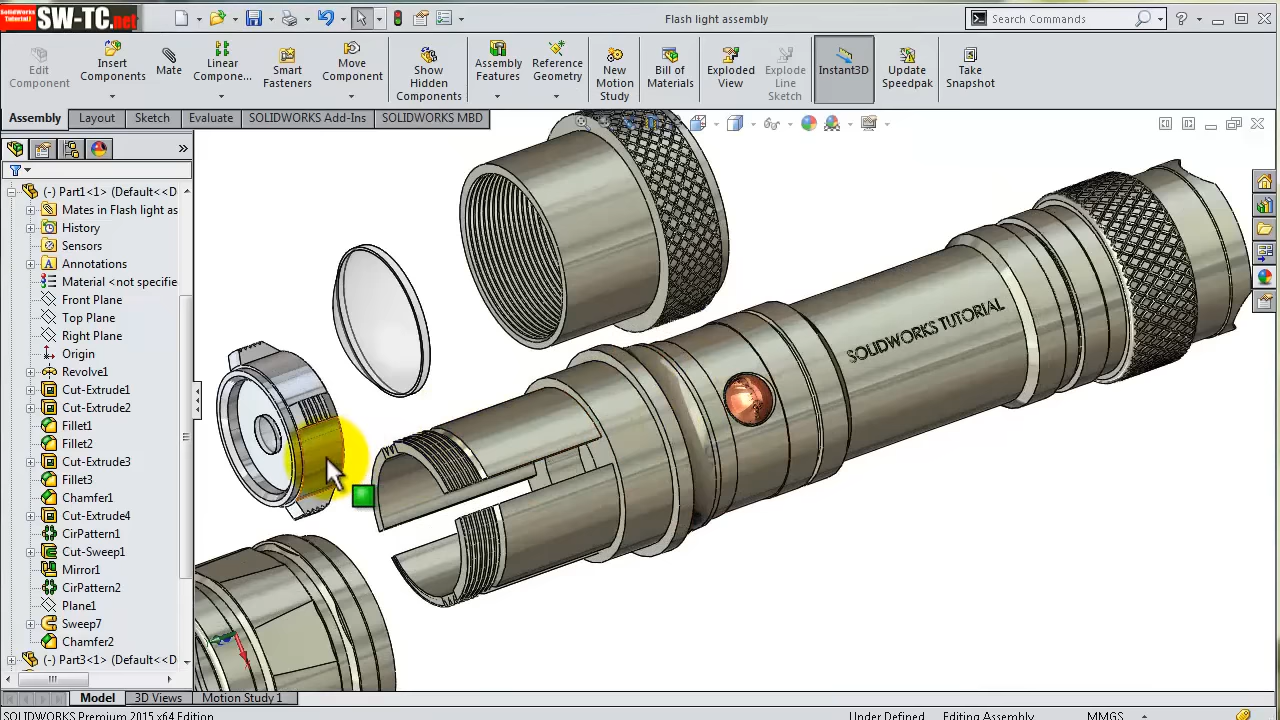 SolidWorks
Tutorial
SW-TC.net
Flash light assembly
Search Commands
Edit
Component
Insert
Components
Mate
Linear
Compone...
Smart
Fasteners
Move
Component
Show
Hidden
Components
Assembly
Features
Reference
Geometry
New
Motion
Study
Bill of
Materials
Exploded
View
Explode
Line
Sketch
Instant3D
Update
Speedpak
Take
Snapshot
Assembly
Layout
Sketch
Evaluate
SOLIDWORKS Add-Ins
SOLIDWORKS MBD
(-) Part1<1> (Default<<D
Mates in Flash light as
History
Sensors
Annotations
Material <not specifie
Front Plane
Top Plane
Right Plane
Origin
Revolve1
Cut-Extrude1
Cut-Extrude2
Fillet1
Fillet2
Cut-Extrude3
Fillet3
Chamfer1
Cut-Extrude4
CirPattern1
Cut-Sweep1
Mirror1
CirPattern2
Plane1
Sweep7
Chamfer2
(-) Part3<1> (Default<<D
SOLIDWORKS TUTORIAL
Model
3D Views
Motion Study 1
SOLIDWORKS Premium 2015 x64 Edition
Under Defined
Editing Assembly
MMGS